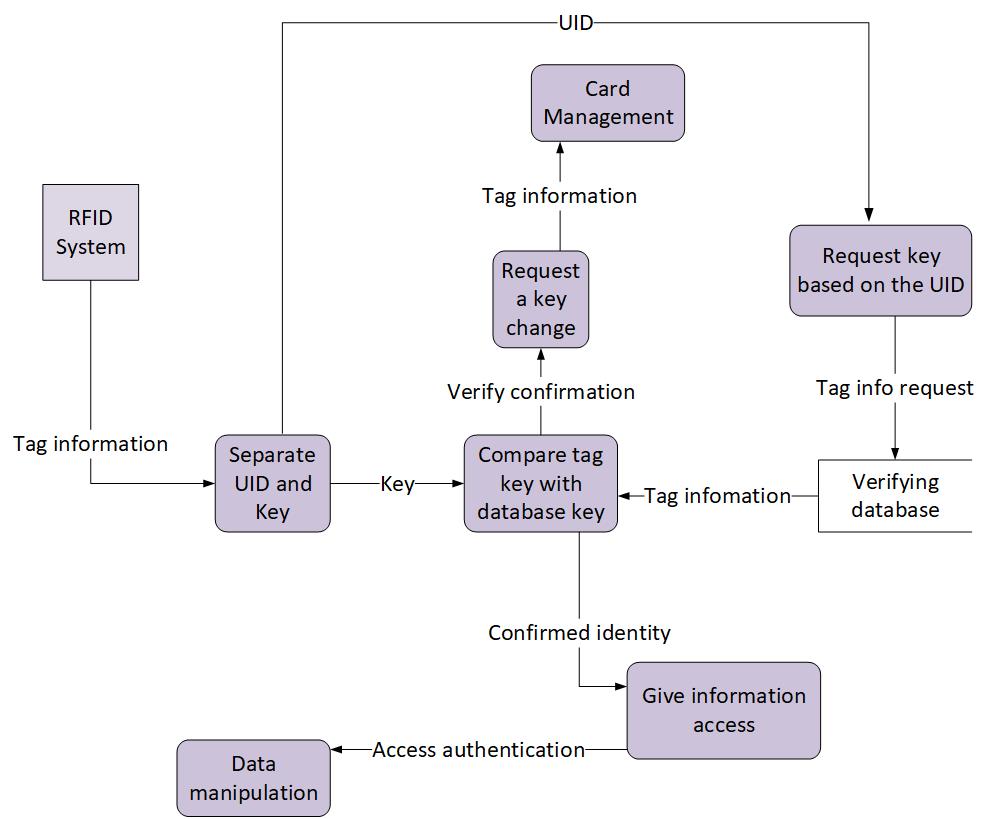 UID
Card
Management
Tag information
RFID
System
Request
a key
change
Request key
based on the UID
Verify confirmation
Tag info request
Tag information
Separate
UID and
Key
Key
Compare tag
key with
database key
Tag infomation
Verifying
database
Confirmed identity
Give information
access
Access authentication
Data
manipulation